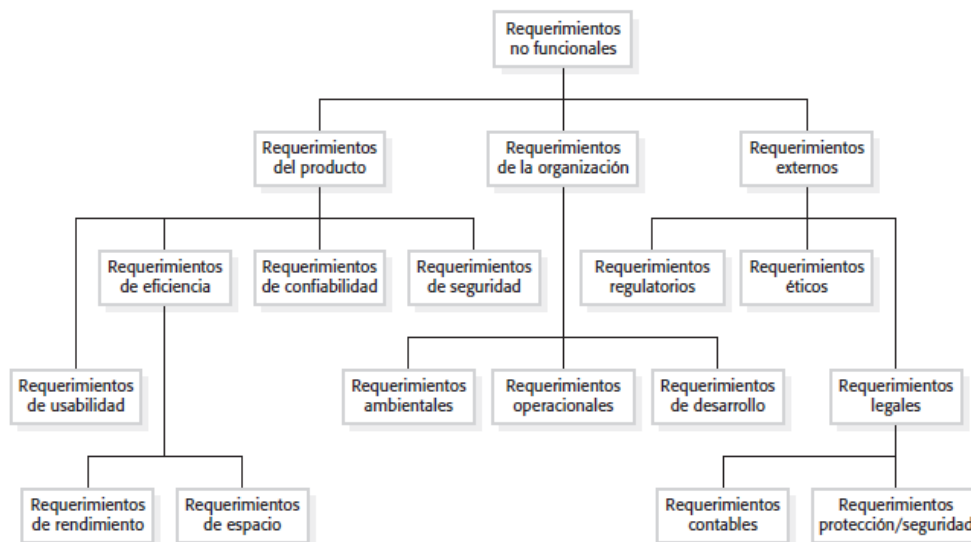 Requerimientos
no funcionales
Requerimientos
del producto
Requerimientos
de la organización
Requerimientos
externos
Requerimientos
de eficiencia
Requerimientos
de confiabilidad
Requerimientos
de seguridad
Requerimientos
regulatorios
Requerimientos
éticos
Requerimientos
de usabilidad
Requerimientos
ambientales
Requerimientos
operacionales
Requerimientos
de desarrollo
Requerimientos
legales
Requerimientos
de rendimiento
Requerimientos
de espacio
Requerimientos
contables
Requerimientos
protección/seguridad